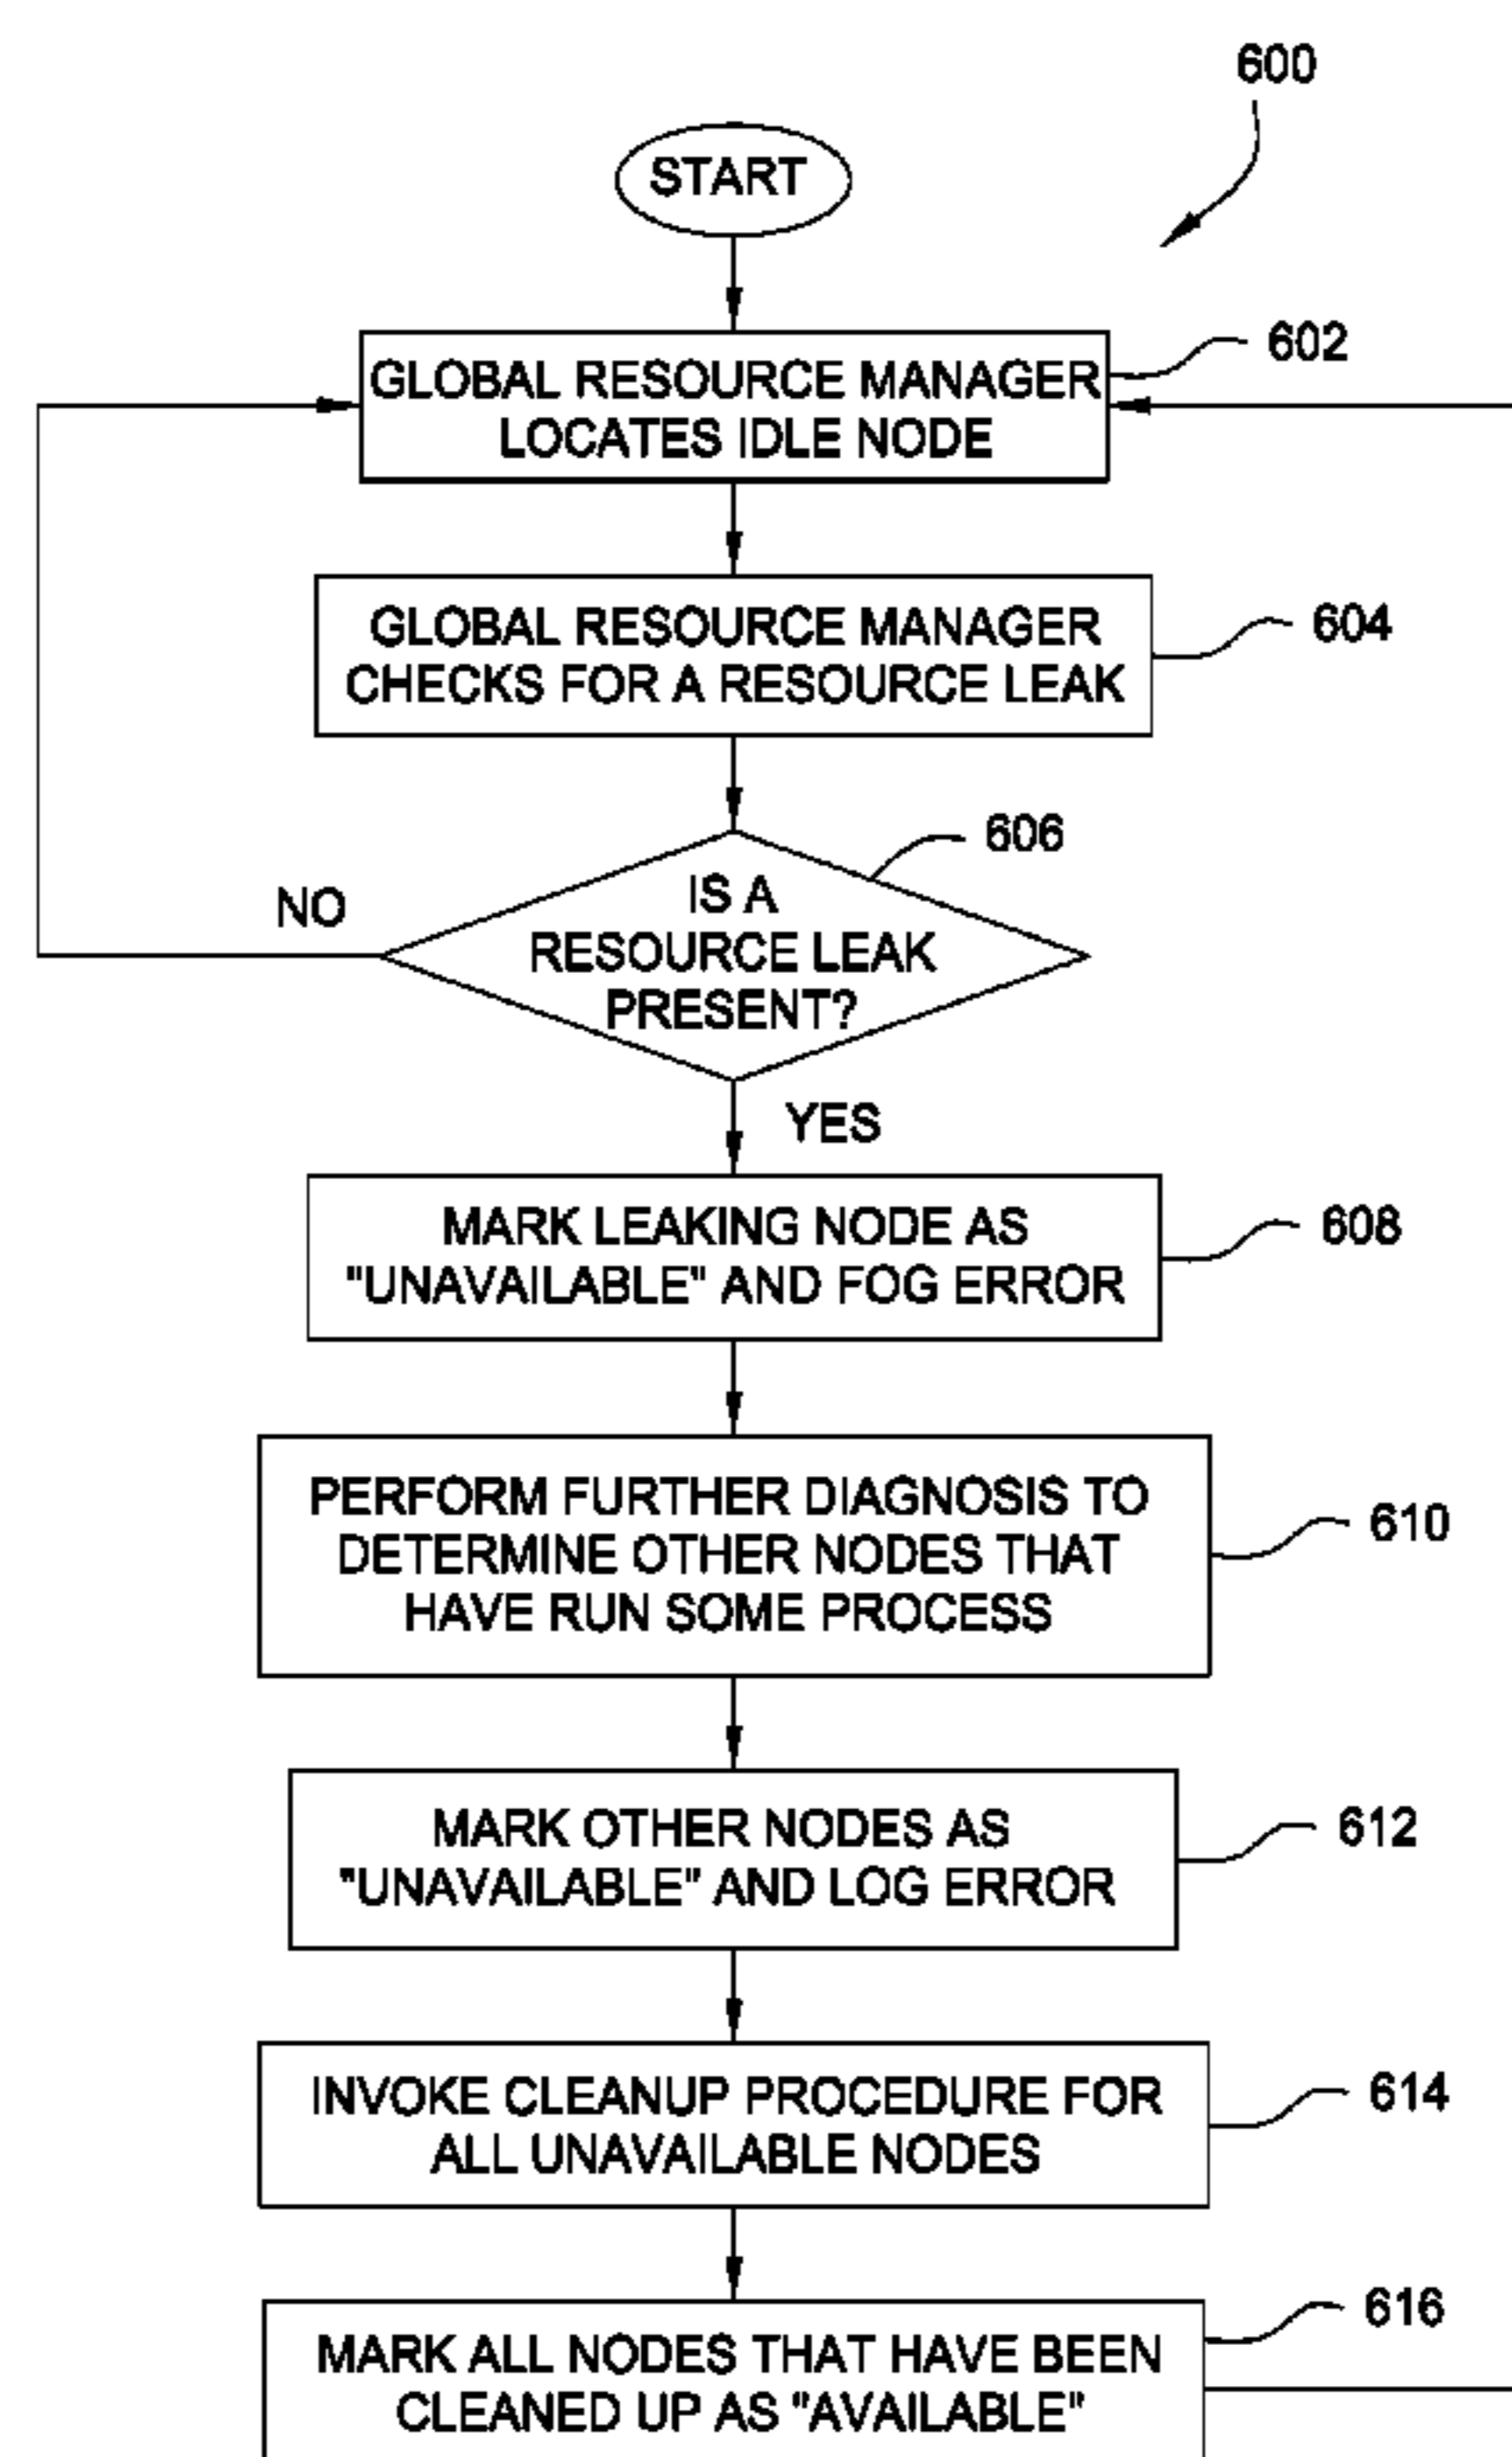 600
START
GLOBAL RESOURCE MANAGER
LOCATES IDLE NODE
602
GLOBAL RESOURCE MANAGER
CHECKS FOR A RESOURCE LEAK
604
606
IS A
RESOURCE LEAK
PRESENT?
NO
YES
MARK LEAKING NODE AS
"UNAVAILABLE" AND FOG ERROR
608
PERFORM FURTHER DIAGNOSIS TO
DETERMINE OTHER NODES THAT
HAVE RUN SOME PROCESS
610
MARK OTHER NODES AS
"UNAVAILABLE" AND LOG ERROR
612
INVOKE CLEANUP PROCEDURE FOR
ALL UNAVAILABLE NODES
614
MARK ALL NODES THAT HAVE BEEN
CLEANED UP AS "AVAILABLE"
616